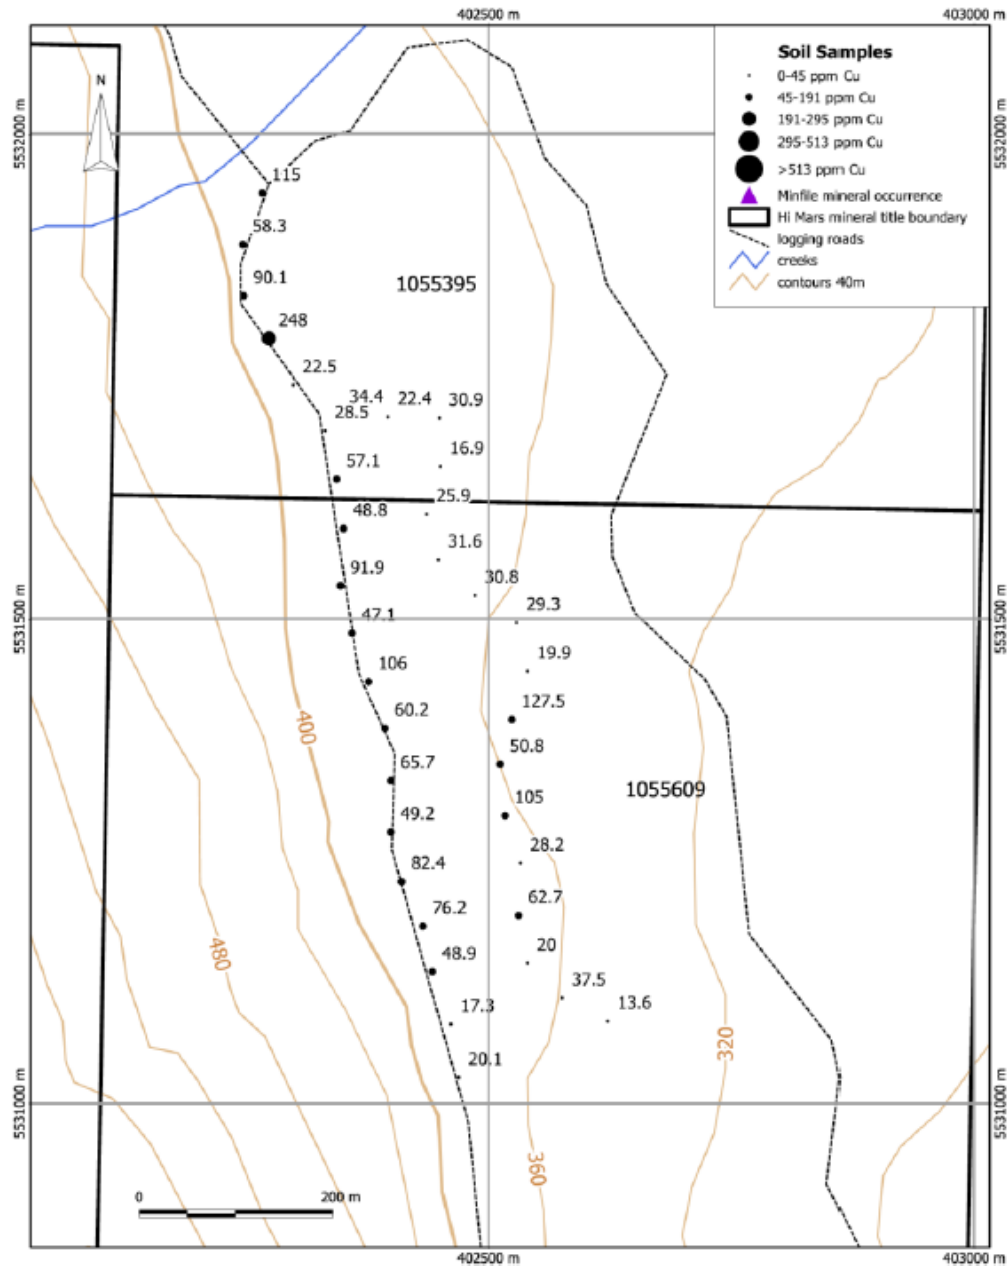 402500 m
403000 m
Soil Samples
0-45 ppm Cu
45-191 ppm Cu
191-295 ppm Cu
295-513 ppm Cu
>513 ppm Cu
Minfile mineral occurrence
Hi Mars mineral title boundary
logging roads
creeks
contours 40m
N
5532000 m
5532000 m
115
58.3
90.1
1055395
248
22.5
34.4
22.4
30.9
28.5
16.9
57.1
25.9
48.8
31.6
91.9
30.8
29.3
47.1
5531500 m
5531500 m
19.9
106
127.5
60.2
400
50.8
65.7
1055609
105
49.2
28.2
82.4
62.7
76.2
480
48.9
20
37.5
17.3
13.6
320
20.1
5531000 m
5531000 m
360
0
200 m
402500 m
403000 m